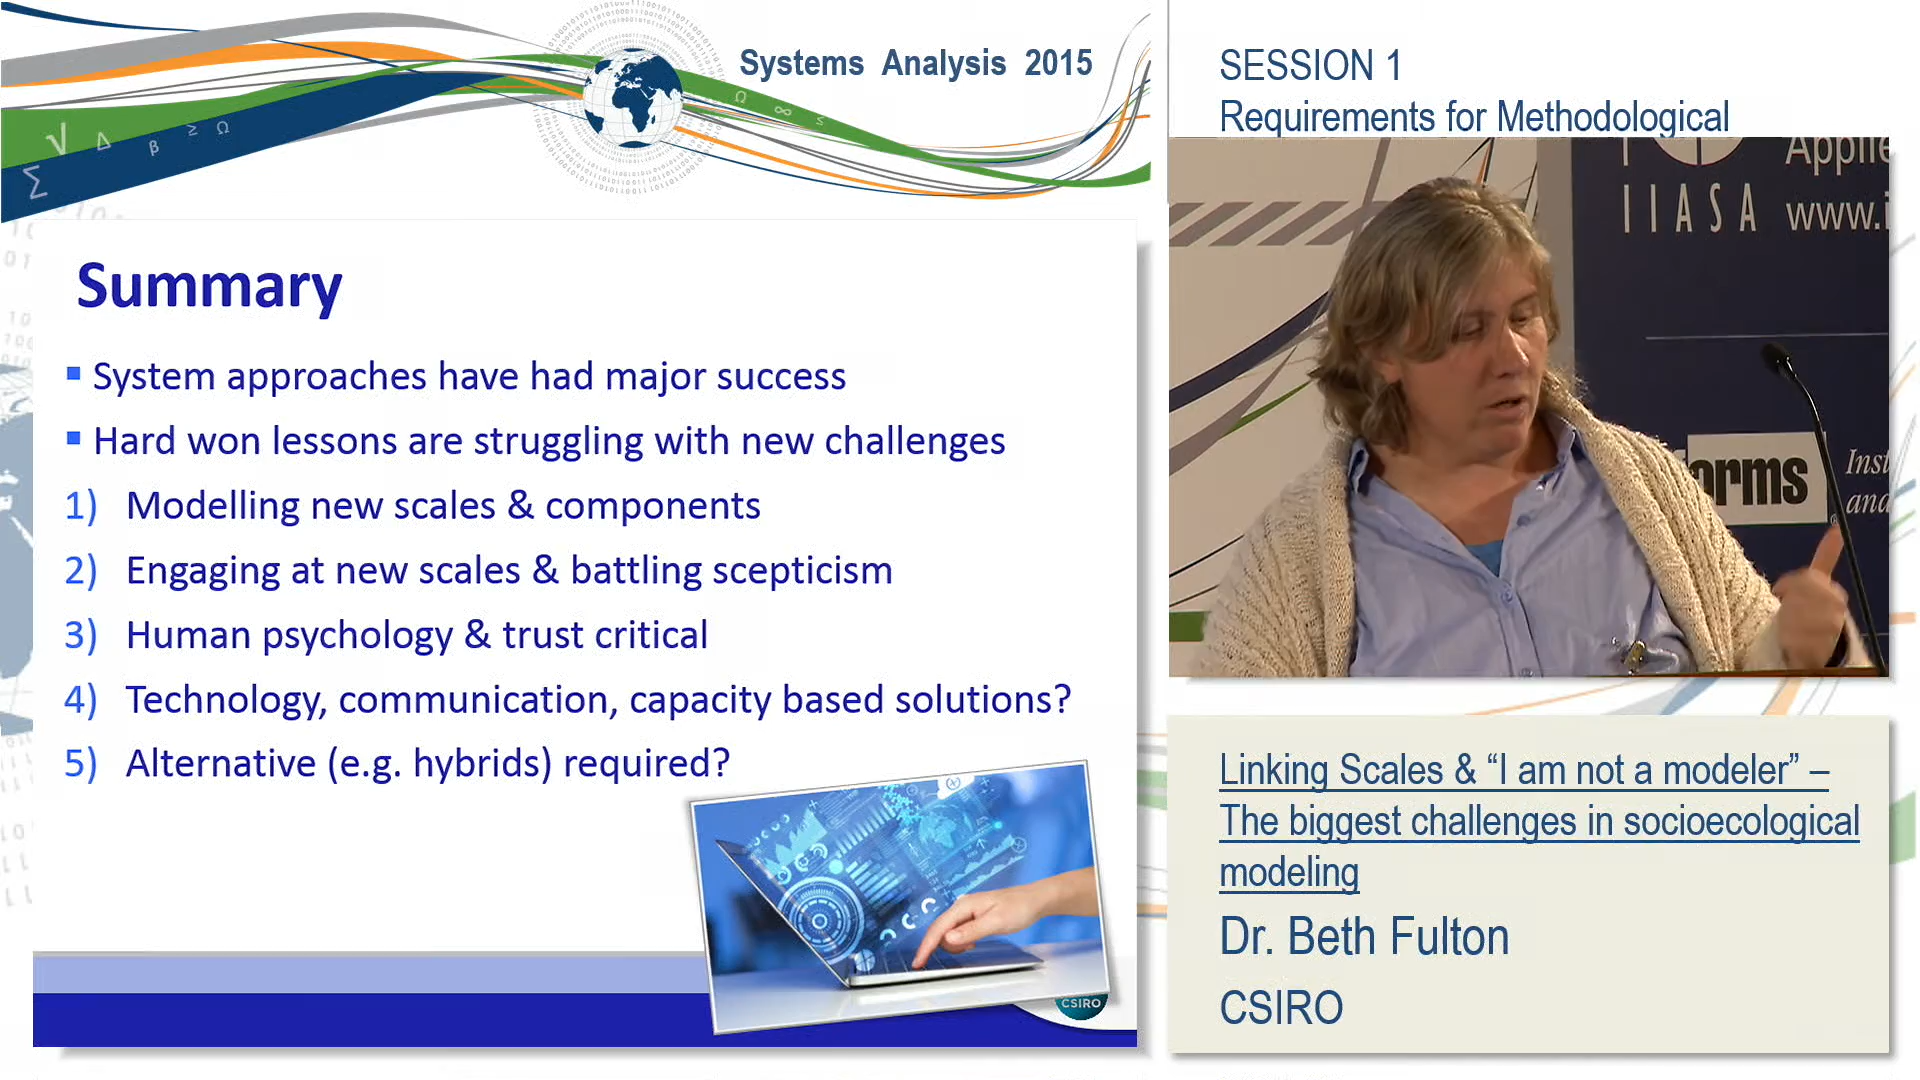 Systems Analysis 2015
√ Δ β ≥ Ω
Σ
Ω ∞ ≤
Summary
▪ System approaches have had major success
▪ Hard won lessons are struggling with new challenges
1) Modelling new scales & components
2) Engaging at new scales & battling scepticism
3) Human psychology & trust critical
4) Technology, communication, capacity based solutions?
5) Alternative (e.g. hybrids) required?
CSIRO
SESSION 1
Requirements for Methodological
IIASA
www.
Linking Scales & “I am not a modeler” –
The biggest challenges in socioecological
modeling
Dr. Beth Fulton
CSIRO